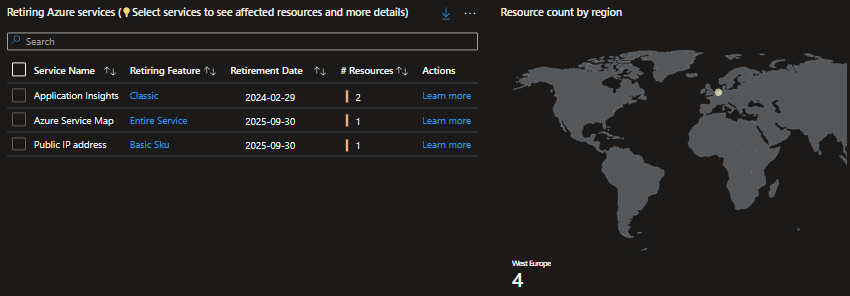 Retiring Azure services (💡Select services to see affected resources and more details)
Search
Service Name ↑↓ Retiring Feature ↑↓ Retirement Date ↑↓ # Resources ↑↓ Actions
Application Insights Classic 2024-02-29 2 Learn more
Azure Service Map Entire Service 2025-09-30 1 Learn more
Public IP address Basic Sku 2025-09-30 1 Learn more
Resource count by region
West Europe
4